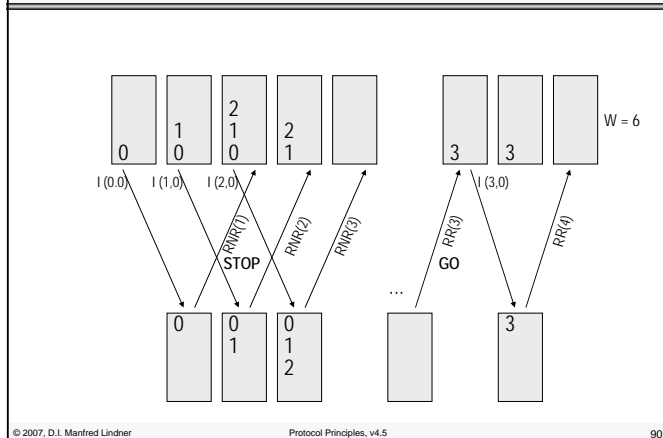 2
1 1 2
0 0 0 1 3 3 W = 6
I (0.0) I (1,0) I (2,0) I (3,0)
RNR(1) RNR(2) RNR(3) RR(3) RR(4)
STOP GO
...
0 0 0 3
1 1
2
© 2007, D.I. Manfred Lindner Protocol Principles, v4.5 90